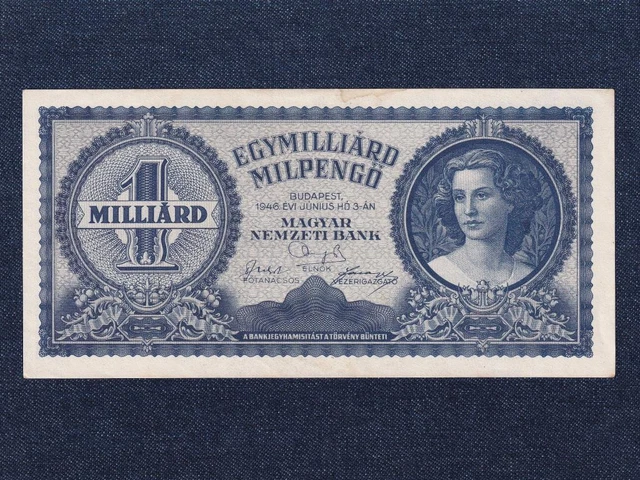 1
MILLIÁRD
EGYMILLIÁRD
MILPENGŐ
BUDAPEST,
1946. ÉVI JÚNIUS HÓ 3-ÁN
MAGYAR
NEMZETI BANK
ELNÖK
FŐTANÁCSOS
VEZÉRIGAZGATÓ
A BANKJEGYHAMISÍTÁST A TÖRVÉNY BÜNTETI